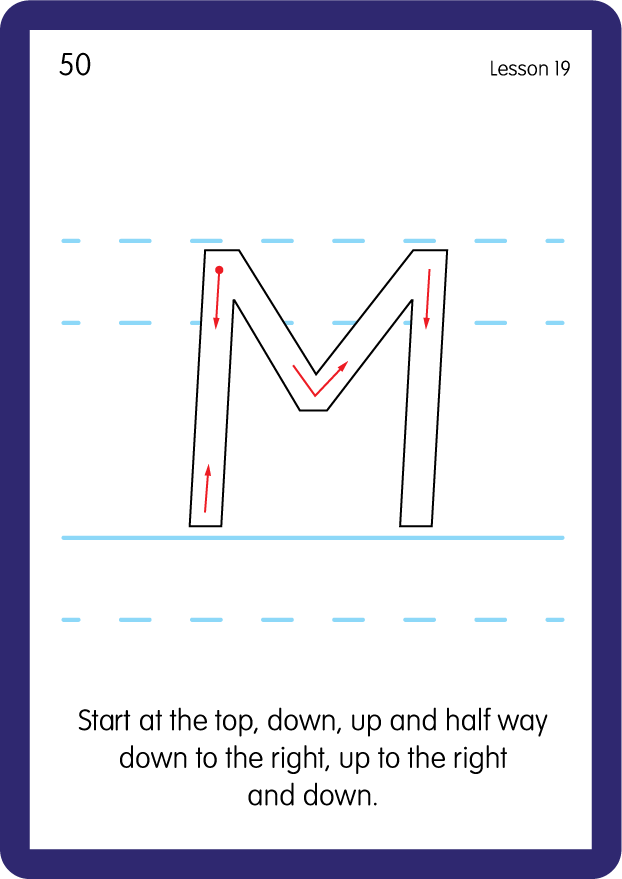 50
Lesson 19
M
Start at the top, down, up and half way
down to the right, up to the right
and down.